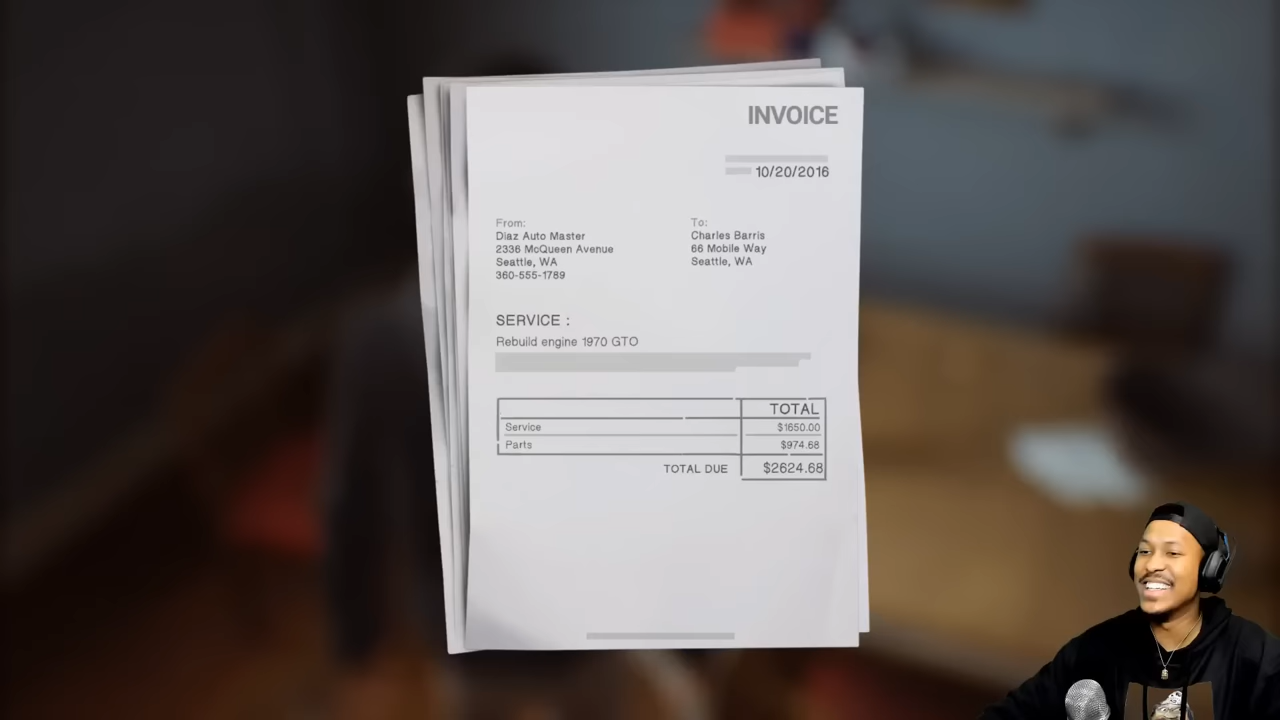 INVOICE
10/20/2016
From:
Diaz Auto Master
2336 McQueen Avenue
Seattle, WA
360-555-1789
To:
Charles Barris
66 Mobile Way
Seattle, WA
SERVICE :
Rebuild engine 1970 GTO
TOTAL
Service $1650.00
Parts $974.68
TOTAL DUE $2624.68